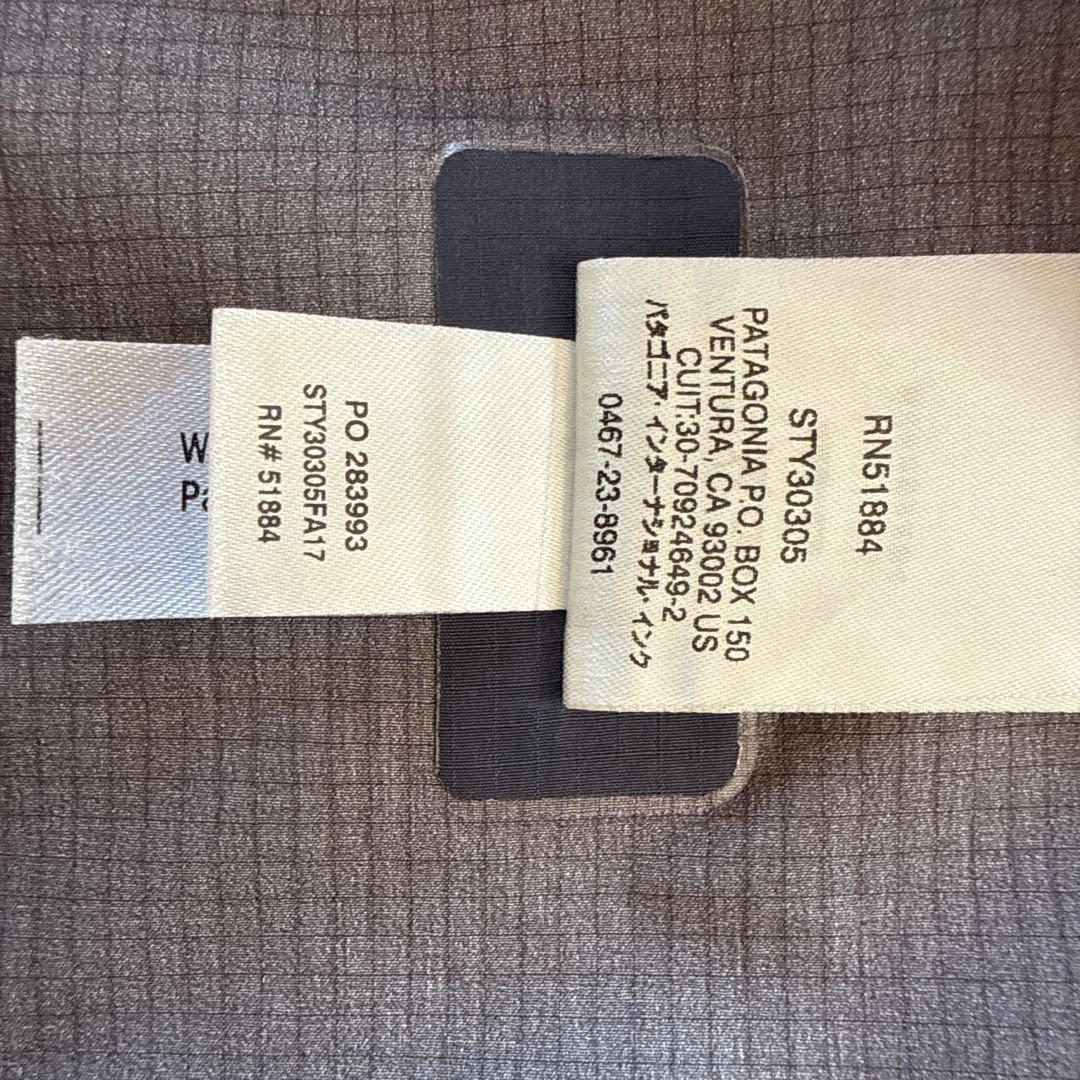 RN51884
STY30305
PATAGONIA P.O. BOX 150
VENTURA, CA 93002 US
CUIT:30-70924649-2
パタゴニア・インターナショナル・インク
0467-23-8961
PO 283993
STY30305FA17
RN# 51884